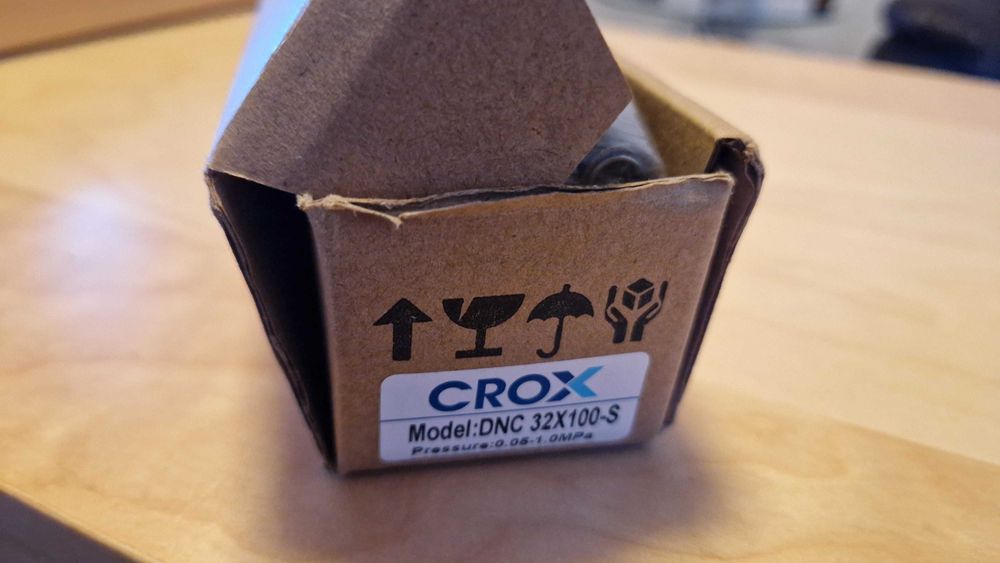 CROX
Model:DNC 32X100-S
Pressure:0.05-1.0MPa